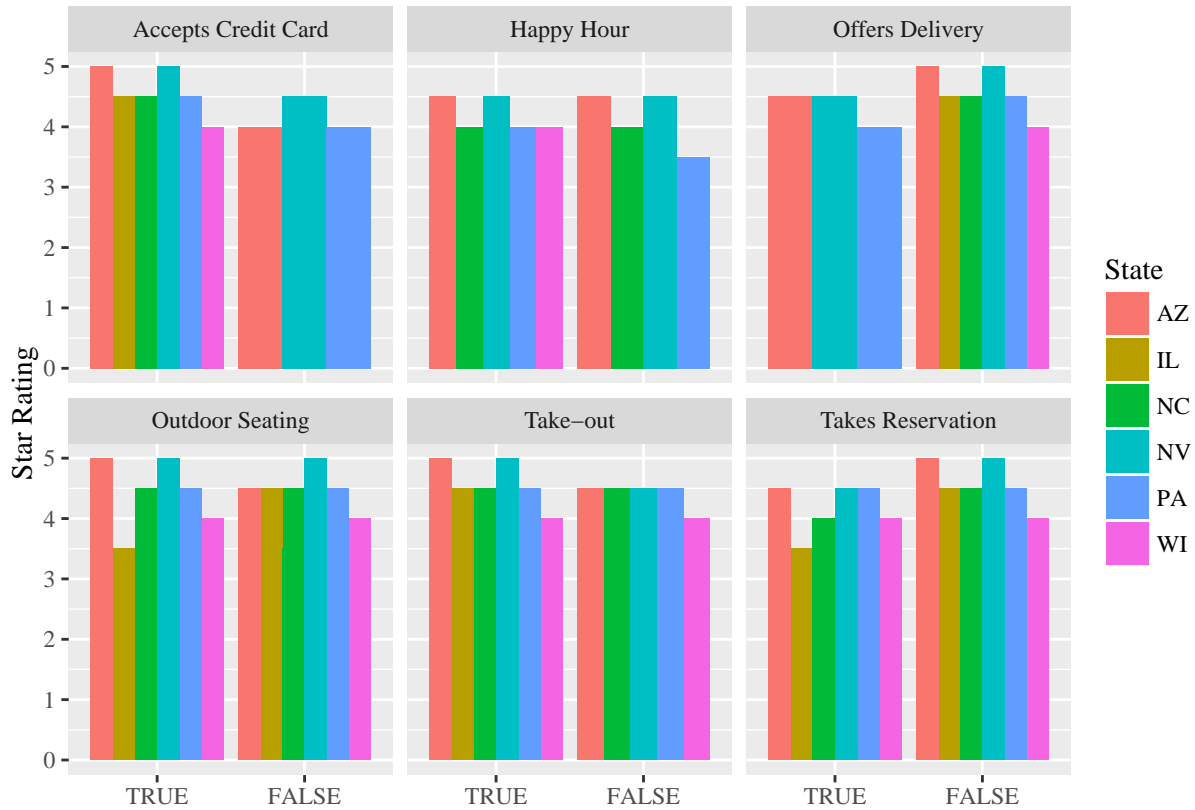 Accepts Credit Card
Happy Hour
Offers Delivery
5
4
3
2
1
0
Outdoor Seating
Take−out
Takes Reservation
5
4
3
2
1
0
TRUE
FALSE
TRUE
FALSE
TRUE
FALSE
Star Rating
State
AZ
IL
NC
NV
PA
WI